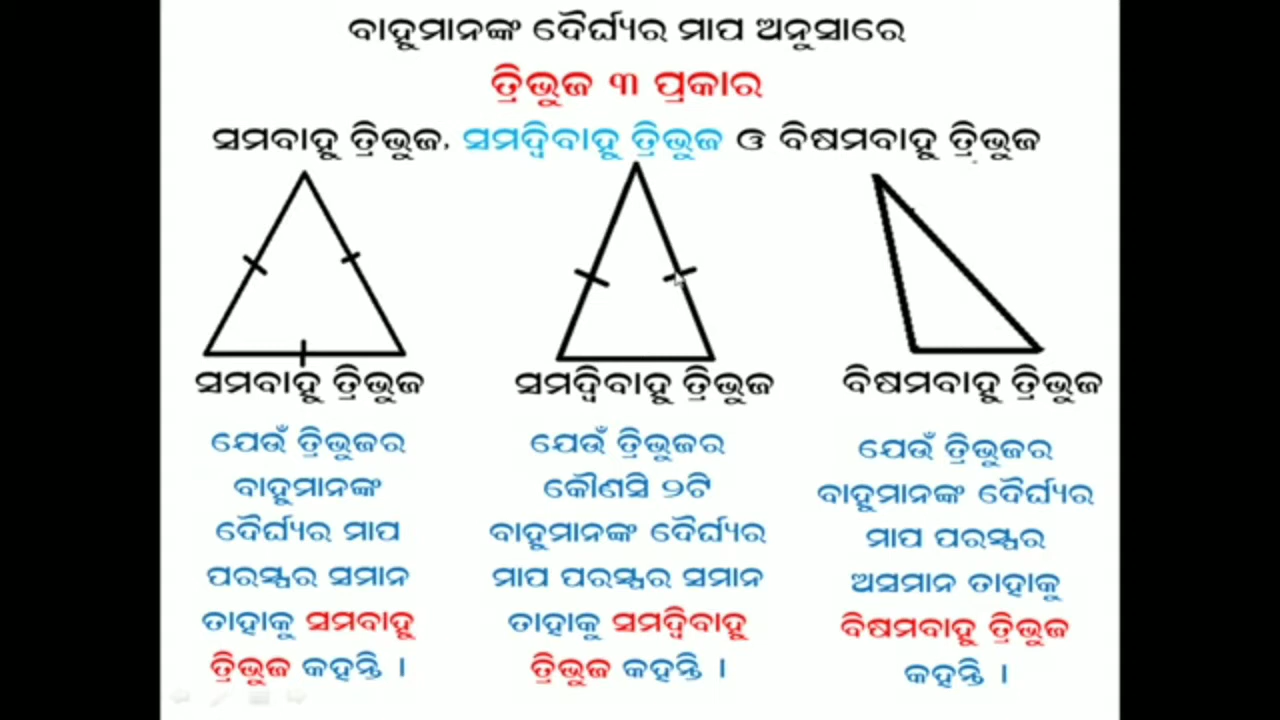 ବାହୁମାନଙ୍କ ଦୈର୍ଘ୍ୟର ମାପ ଅନୁସାରେ
ତ୍ରିଭୁଜ ୩ ପ୍ରକାର
ସମବାହୁ ତ୍ରିଭୁଜ, ସମଦ୍ୱିବାହୁ ତ୍ରିଭୁଜ ଓ ବିଷମବାହୁ ତ୍ରିଭୁଜ
ସମବାହୁ ତ୍ରିଭୁଜ
ଯେଉଁ ତ୍ରିଭୁଜର
ବାହୁମାନଙ୍କ
ଦୈର୍ଘ୍ୟର ମାପ
ପରସ୍ପର ସମାନ
ତାହାକୁ ସମବାହୁ
ତ୍ରିଭୁଜ କହନ୍ତି ।
ସମଦ୍ୱିବାହୁ ତ୍ରିଭୁଜ
ଯେଉଁ ତ୍ରିଭୁଜର
କୌଣସି ୨ଟି
ବାହୁମାନଙ୍କ ଦୈର୍ଘ୍ୟର
ମାପ ପରସ୍ପର ସମାନ
ତାହାକୁ ସମଦ୍ୱିବାହୁ
ତ୍ରିଭୁଜ କହନ୍ତି ।
ବିଷମବାହୁ ତ୍ରିଭୁଜ
ଯେଉଁ ତ୍ରିଭୁଜର
ବାହୁମାନଙ୍କ ଦୈର୍ଘ୍ୟର
ମାପ ପରସ୍ପର
ଅସମାନ ତାହାକୁ
ବିଷମବାହୁ ତ୍ରିଭୁଜ
କହନ୍ତି ।